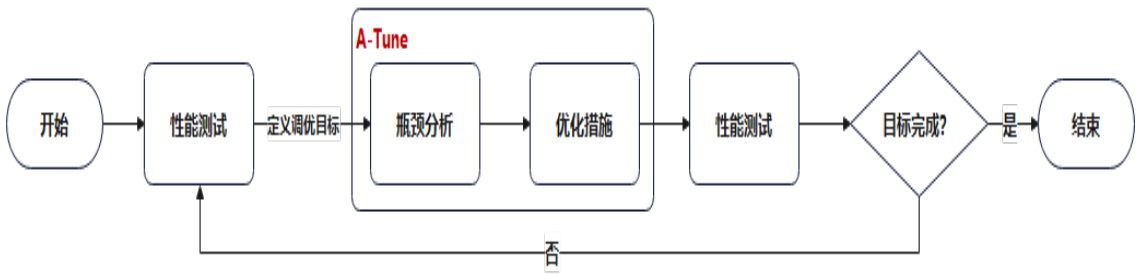 A-Tune
开始
性能测试
定义调优目标
瓶颈分析
优化措施
性能测试
目标完成?
是
结束
否